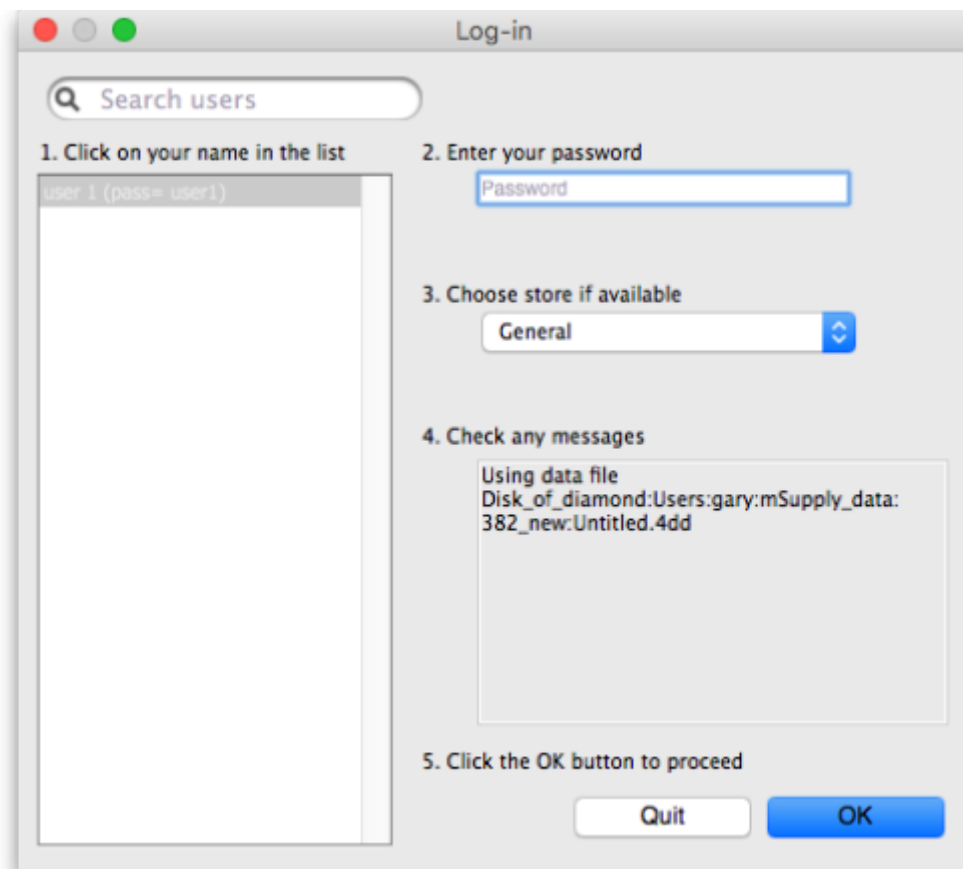 Log-in
Search users
1. Click on your name in the list
user 1 (pass= user1)
2. Enter your password
Password
3. Choose store if available
General
4. Check any messages
Using data file
Disk_of_diamond:Users:gary:mSupply_data:
382_new:Untitled.4dd
5. Click the OK button to proceed
Quit
OK